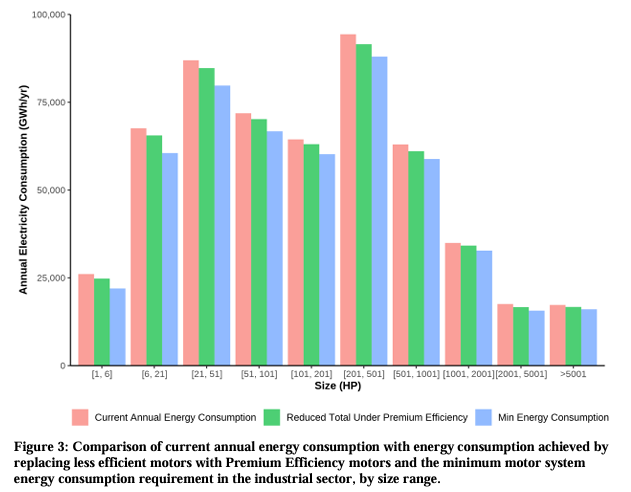 100,000
75,000
50,000
25,000
0
Annual Electricity Consumption (GWh/yr)
[1, 6] [6, 21] [21, 51] [51, 101] [101, 201] [201, 501] [501, 1001] [1001, 2001] [2001, 5001] >5001
Size (HP)
Current Annual Energy Consumption Reduced Total Under Premium Efficiency Min Energy Consumption
Figure 3: Comparison of current annual energy consumption with energy consumption achieved by
replacing less efficient motors with Premium Efficiency motors and the minimum motor system
energy consumption requirement in the industrial sector, by size range.